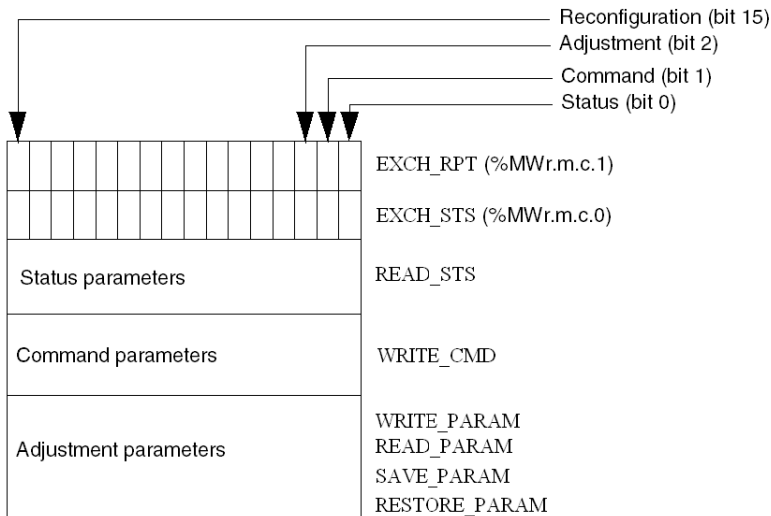 Reconfiguration (bit 15)
Adjustment (bit 2)
Command (bit 1)
Status (bit 0)
EXCH_RPT (%MWr.m.c.1)
EXCH_STS (%MWr.m.c.0)
Status parameters READ_STS
Command parameters WRITE_CMD
WRITE_PARAM
Adjustment parameters READ_PARAM
SAVE_PARAM
RESTORE_PARAM